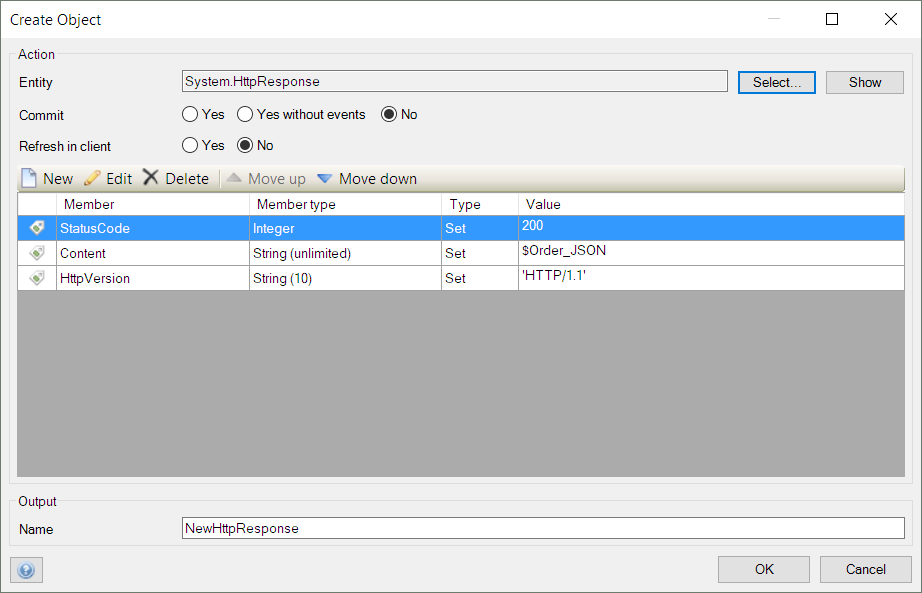 Create Object
Action
Entity System.HttpResponse Select... Show
Commit Yes Yes without events No
Refresh in client Yes No
New Edit Delete Move up Move down
Member Member type Type Value
StatusCode Integer Set 200
Content String (unlimited) Set $Order_JSON
HttpVersion String (10) Set 'HTTP/1.1'
Output
Name NewHttpResponse
? OK Cancel